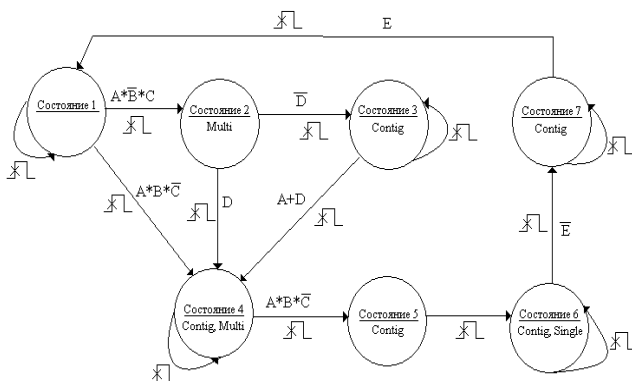 E
Состояние 1
A*B̅*C
Состояние 2
Multi
D̅
Состояние 3
Contig
Состояние 7
Contig
A*B*C̅
D
A+D
E̅
Состояние 4
Contig, Multi
A*B*C̅
Состояние 5
Contig
Состояние 6
Contig, Single